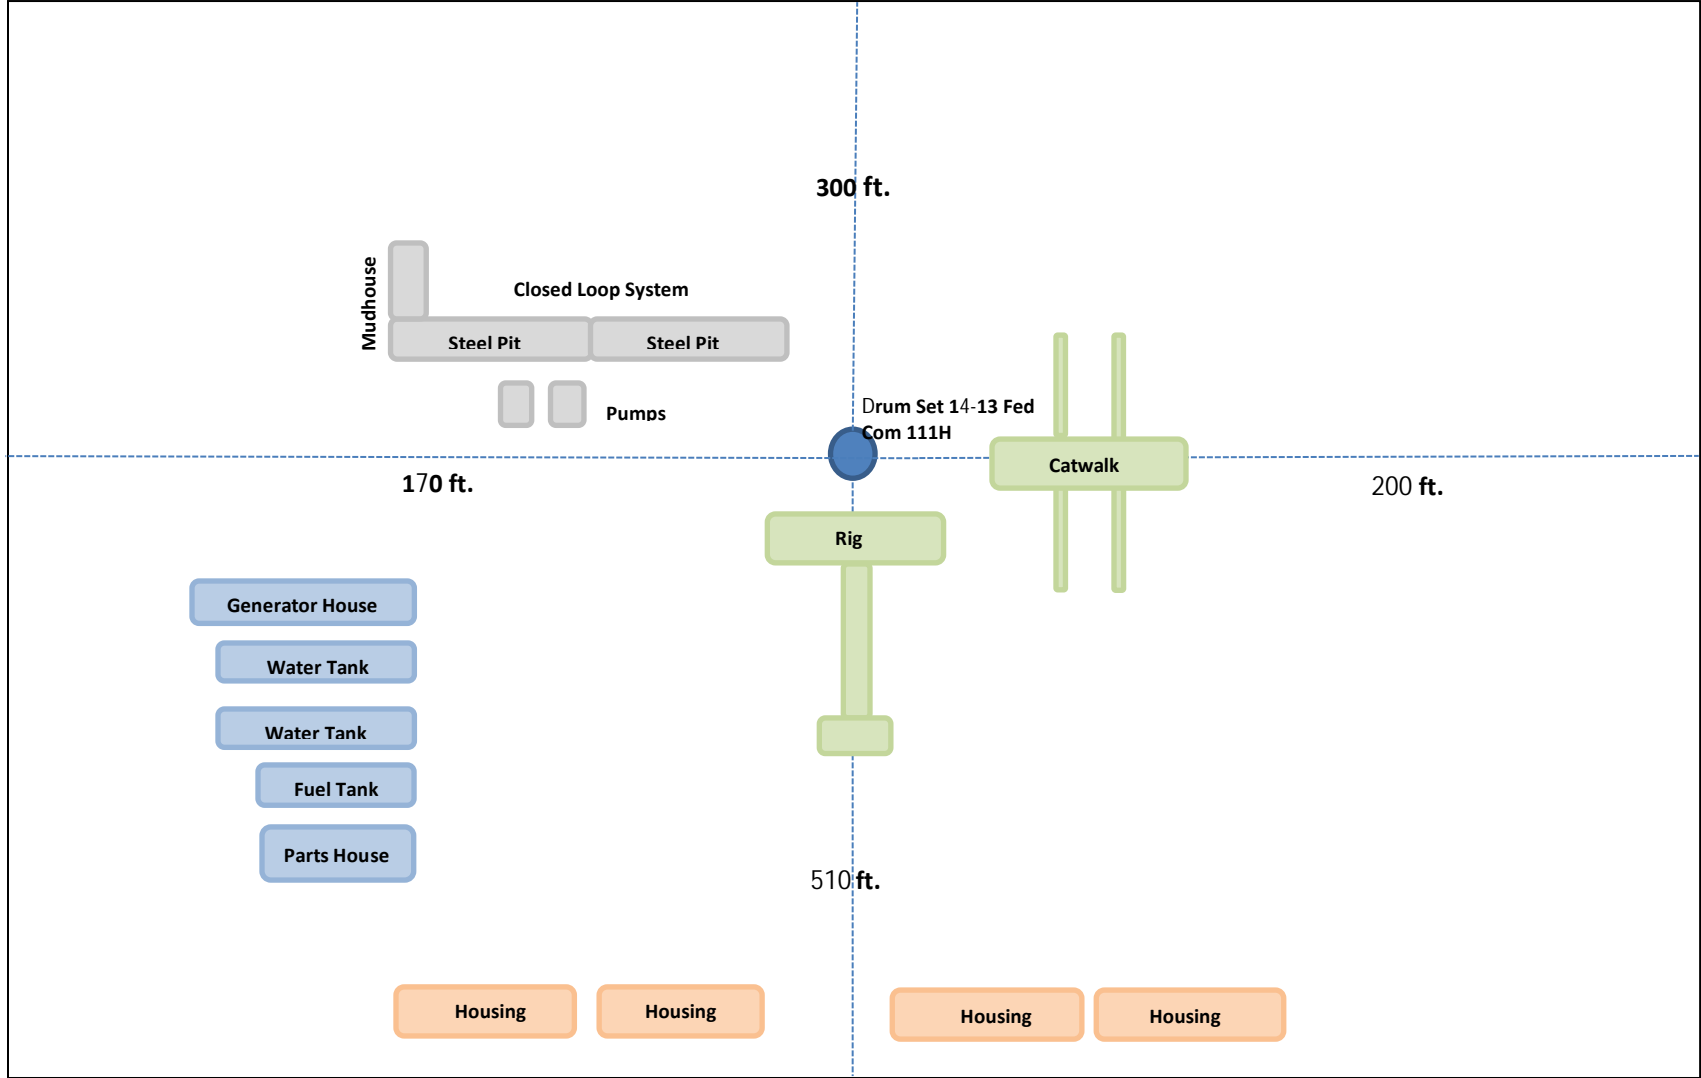 300 ft.
Mudhouse
Closed Loop System
Steel Pit
Steel Pit
Pumps
Drum Set 14-13 Fed
Com 111H
Catwalk
170 ft.
200 ft.
Rig
Generator House
Water Tank
Water Tank
Fuel Tank
Parts House
510 ft.
Housing
Housing
Housing
Housing